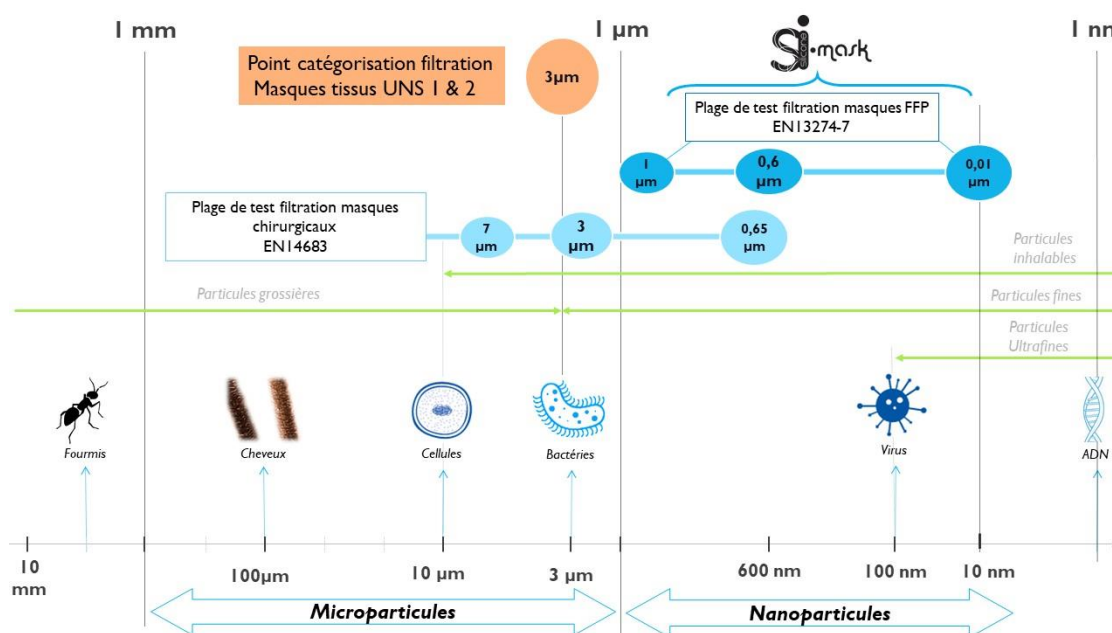 1 mm
1 µm
1 nm
Point catégorisation filtration
Masques tissus UNS 1 & 2
3µm
Silicone
mask
Plage de test filtration masques FFP
EN13274-7
1
µm
0,6
µm
0,01
µm
Plage de test filtration masques
chirurgicaux
EN14683
7
µm
3
µm
0,65
µm
Particules
inhalables
Particules grossières
Particules fines
Particules
Ultrafines
Fourmis
Cheveux
Cellules
Bactéries
Virus
ADN
10
mm
100µm
10 µm
3 µm
600 nm
100 nm
10 nm
Microparticules
Nanoparticules